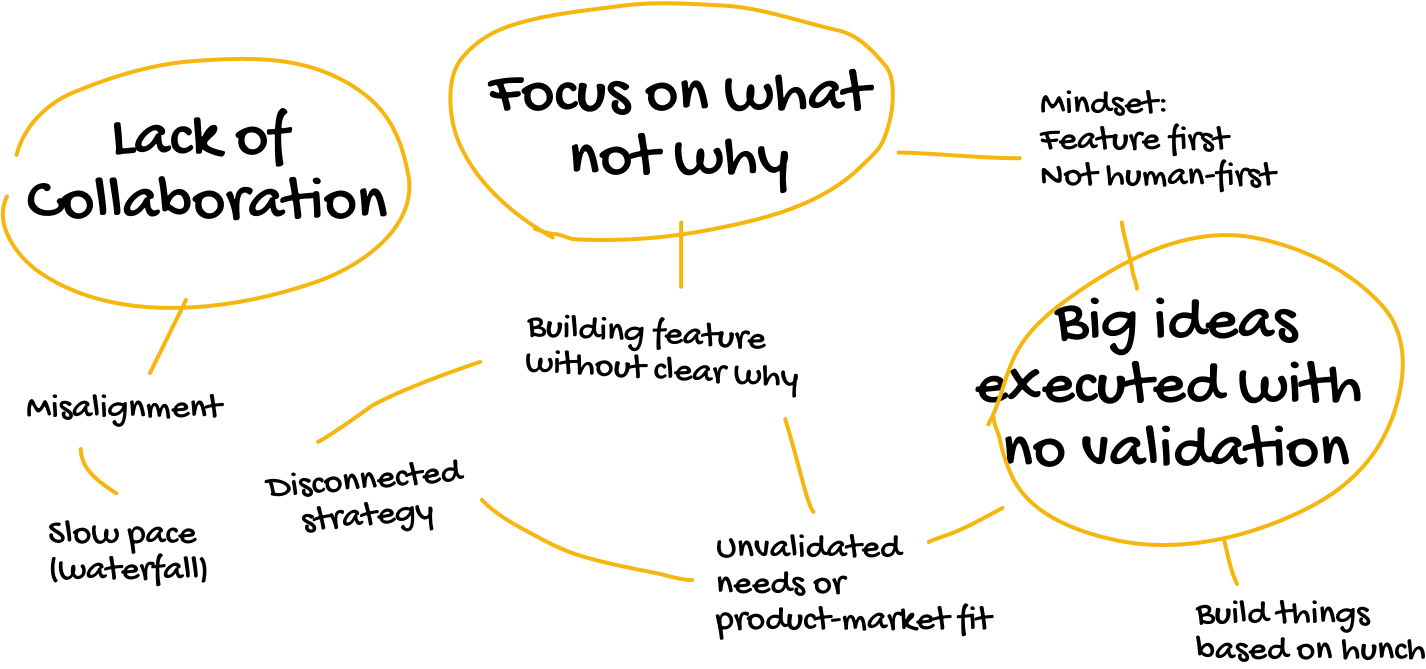 Lack of
Collaboration
Focus on what
not why
Mindset:
Feature first
Not human-first
Big ideas
executed with
no validation
Building feature
without clear why
Misalignment
Disconnected
strategy
Slow pace
(waterfall)
Unvalidated
needs or
product-market fit
Build things
based on hunch